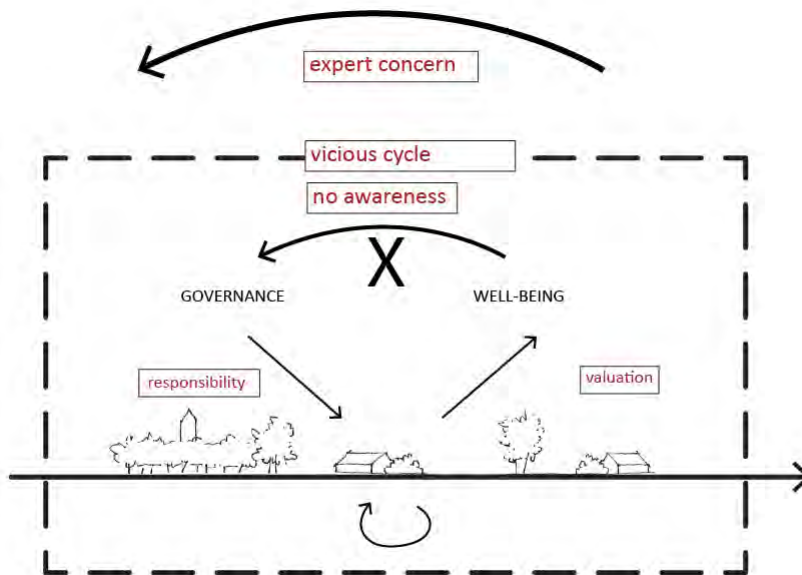 expert concern
vicious cycle
no awareness
X
GOVERNANCE
WELL-BEING
responsibility
valuation